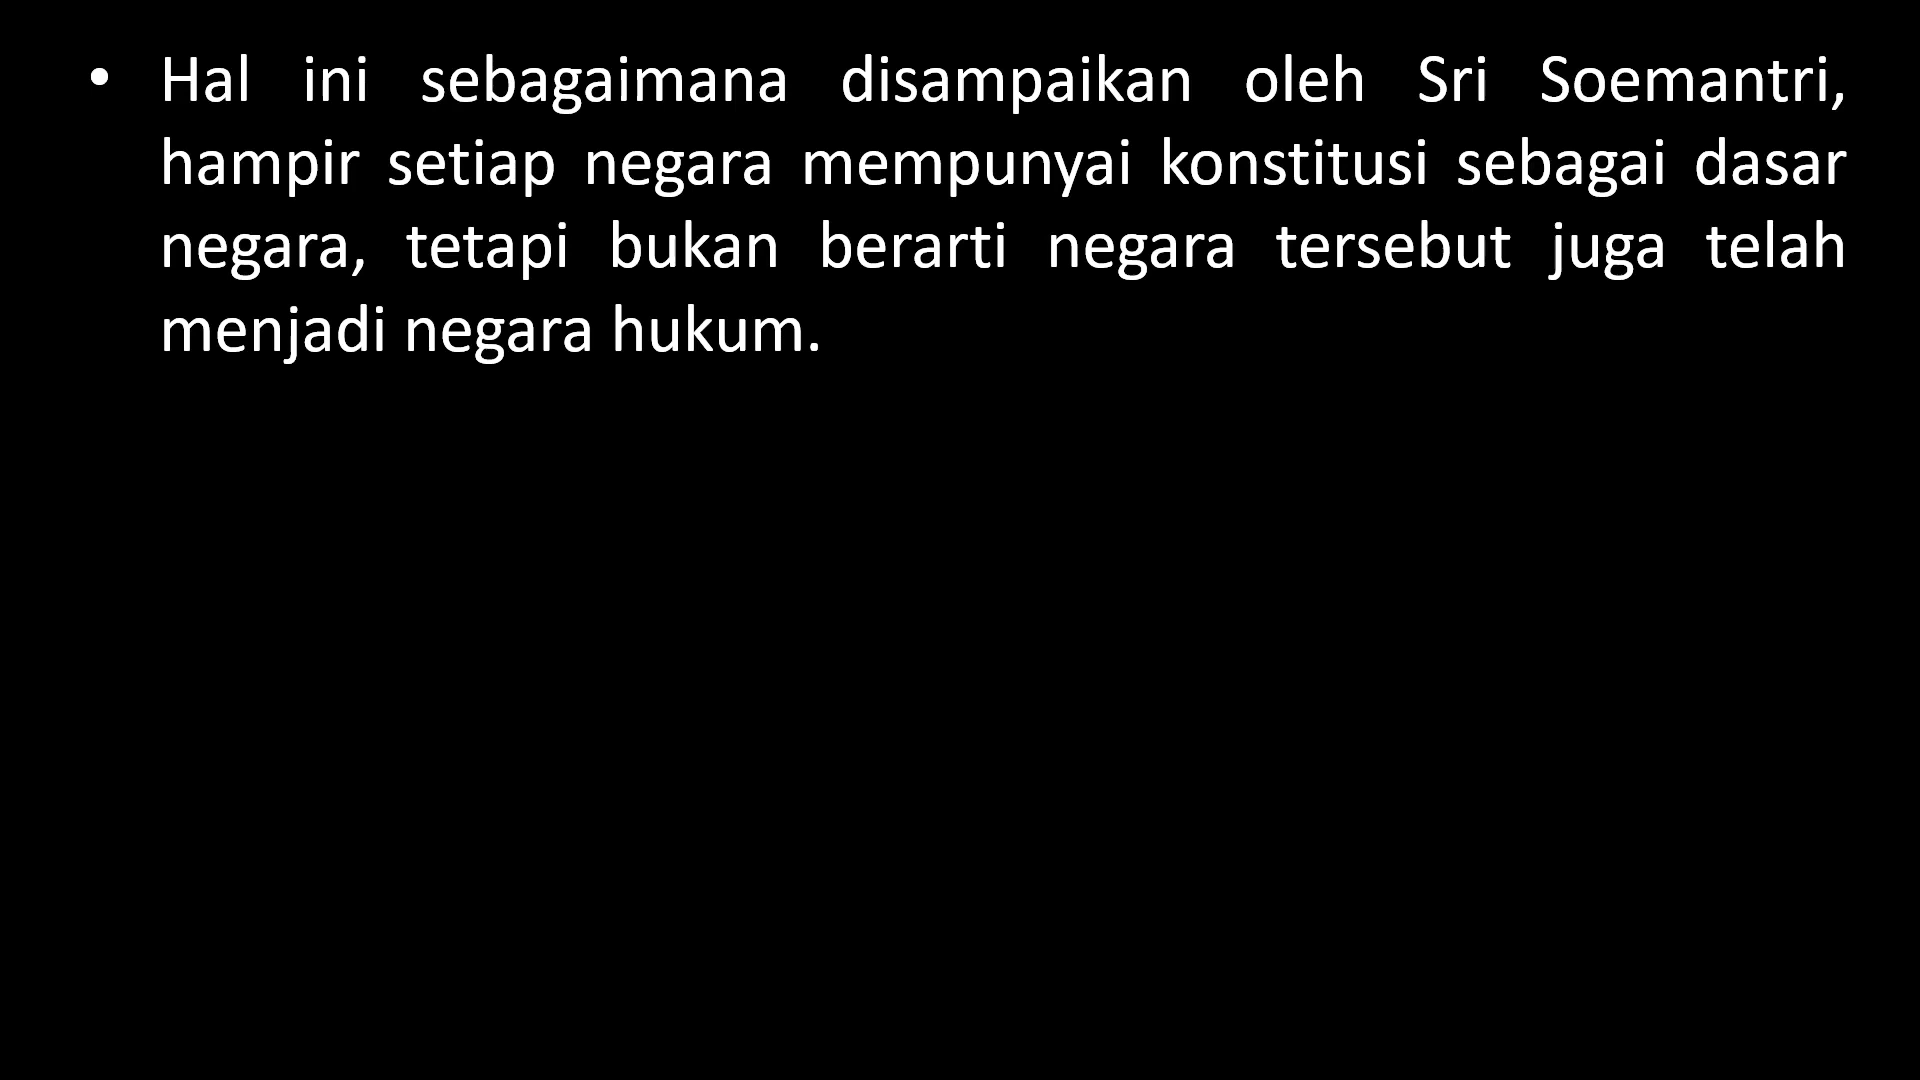 • Hal ini sebagaimana disampaikan oleh Sri Soemantri,
hampir setiap negara mempunyai konstitusi sebagai dasar
negara, tetapi bukan berarti negara tersebut juga telah
menjadi negara hukum.